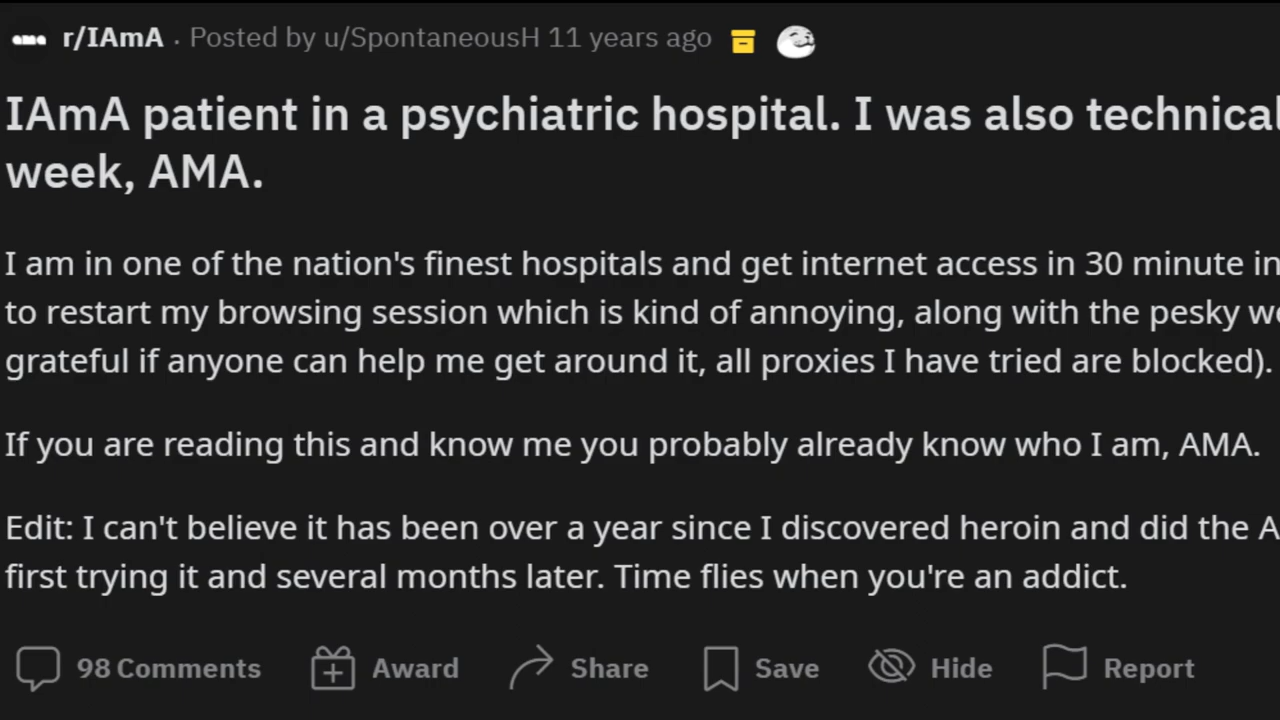 r/IAmA · Posted by u/SpontaneousH 11 years ago
IAmA patient in a psychiatric hospital. I was also technical
week, AMA.
I am in one of the nation's finest hospitals and get internet access in 30 minute in
to restart my browsing session which is kind of annoying, along with the pesky we
grateful if anyone can help me get around it, all proxies I have tried are blocked).
If you are reading this and know me you probably already know who I am, AMA.
Edit: I can't believe it has been over a year since I discovered heroin and did the A
first trying it and several months later. Time flies when you're an addict.
98 Comments Award Share Save Hide Report